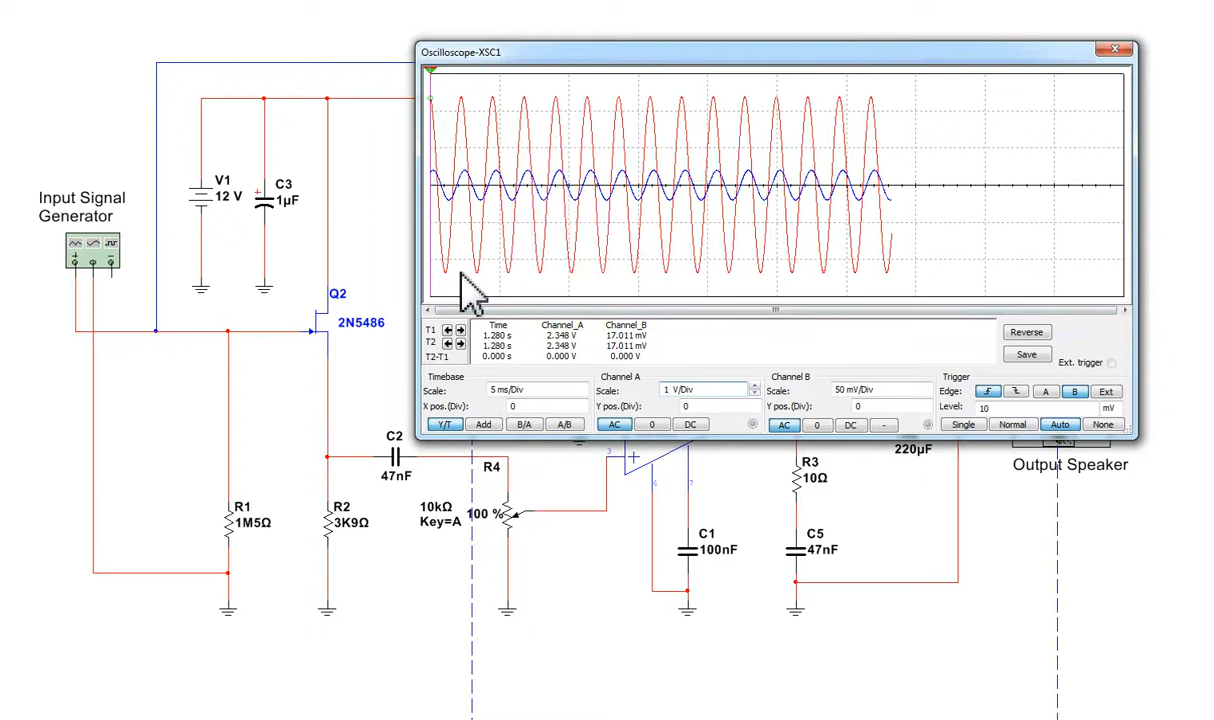 Oscilloscope-XSC1
Input Signal
Generator
V1
12 V
C3
1µF
+
Q2
2N5486
Time
Channel_A
Channel_B
T1
1.280 s
2.348 V
17.011 mV
T2
1.280 s
2.348 V
17.011 mV
T2-T1
0.000 s
0.000 V
0.000 V
Reverse
Save
Ext. trigger
Timebase
Scale:
5 ms/Div
X pos.(Div):
0
Y/T
Add
B/A
A/B
Channel A
Scale:
1 V/Div
Y pos.(Div):
0
AC
0
DC
Channel B
Scale:
50 mV/Div
Y pos.(Div):
0
AC
0
DC
-
Trigger
Edge:
A
B
Ext
Level:
10
mV
Single
Normal
Auto
None
C2
47nF
R4
10kΩ
Key=A
100 %
3
+
7
R1
1M5Ω
R2
3K9Ω
C1
100nF
R3
10Ω
C5
47nF
220µF
Output Speaker